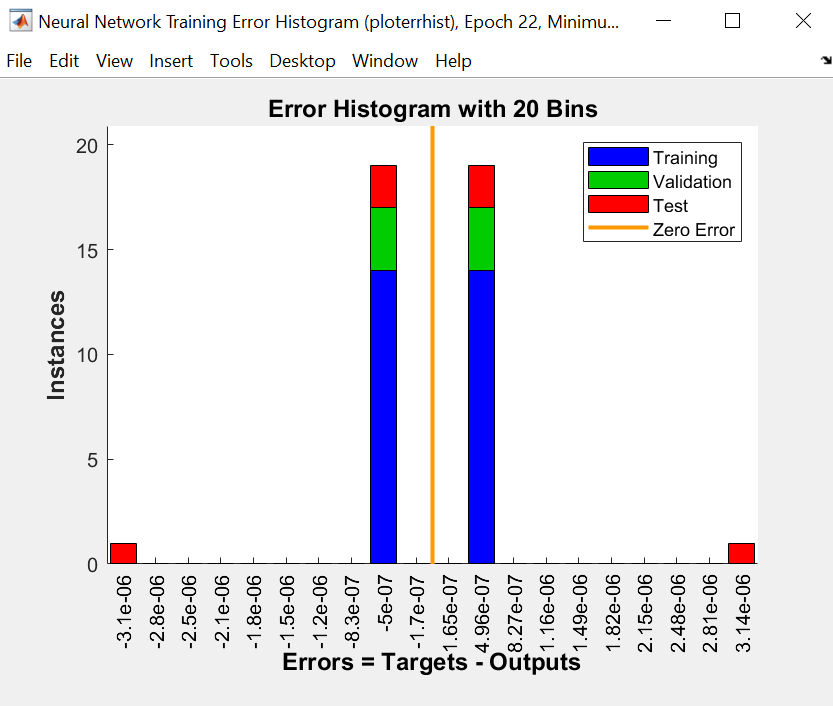 Neural Network Training Error Histogram (ploterrhist), Epoch 22, Minimu...
File Edit View Insert Tools Desktop Window Help
Error Histogram with 20 Bins
20
15
10
5
0
Instances
Training
Validation
Test
Zero Error
-3.1e-06
-2.8e-06
-2.5e-06
-2.1e-06
-1.8e-06
-1.5e-06
-1.2e-06
-8.3e-07
-5e-07
-1.7e-07
1.65e-07
4.96e-07
8.27e-07
1.16e-06
1.49e-06
1.82e-06
2.15e-06
2.48e-06
2.81e-06
3.14e-06
Errors = Targets - Outputs